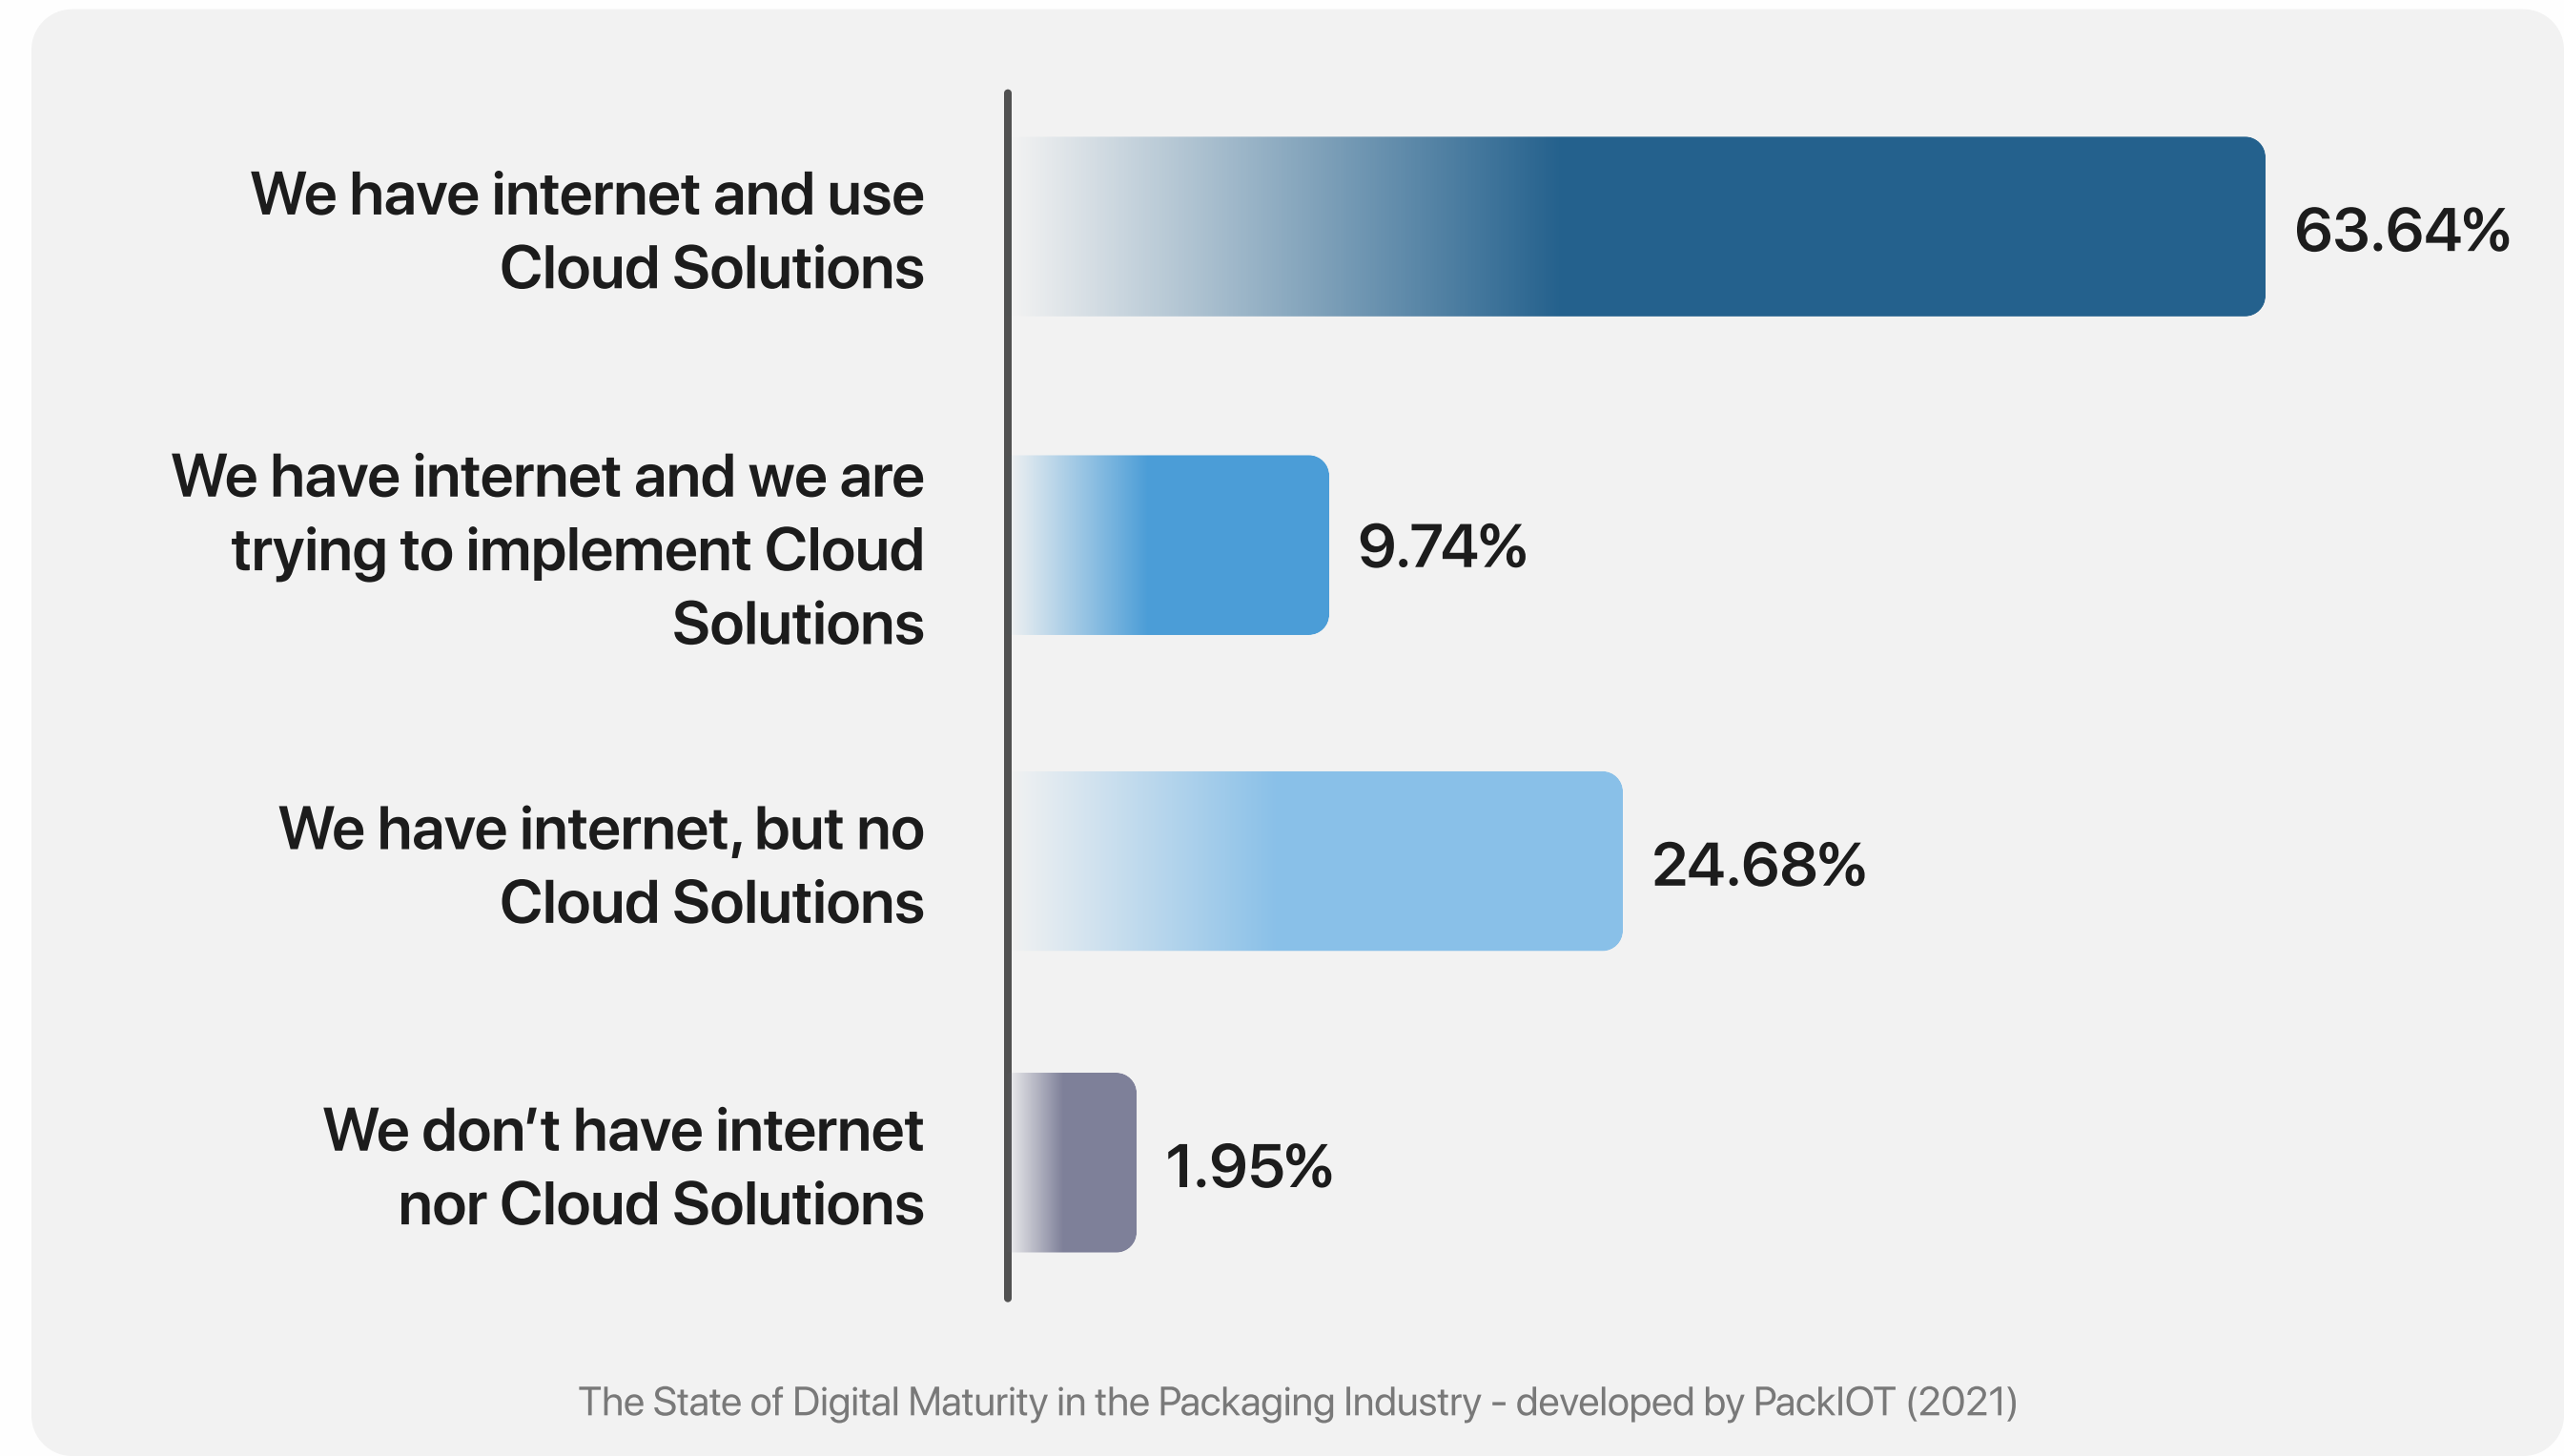 We have internet and use
Cloud Solutions
63.64%
We have internet and we are
trying to implement Cloud
Solutions
9.74%
We have internet, but no
Cloud Solutions
24.68%
We don’t have internet
nor Cloud Solutions
1.95%
The State of Digital Maturity in the Packaging Industry - developed by PackIOT (2021)